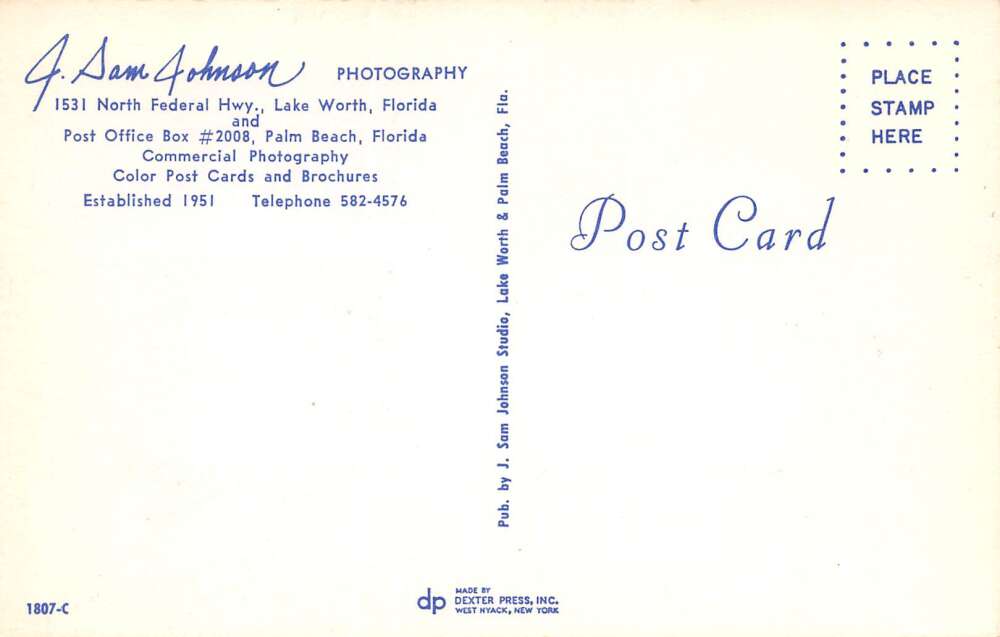 J. Sam Johnson PHOTOGRAPHY
1531 North Federal Hwy., Lake Worth, Florida
and
Post Office Box #2008, Palm Beach, Florida
Commercial Photography
Color Post Cards and Brochures
Established 1951 Telephone 582-4576
Pub. by J. Sam Johnson Studio, Lake Worth & Palm Beach, Fla.
PLACE
STAMP
HERE
Post Card
1807-C
dp
MADE BY
DEXTER PRESS, INC.
WEST NYACK, NEW YORK